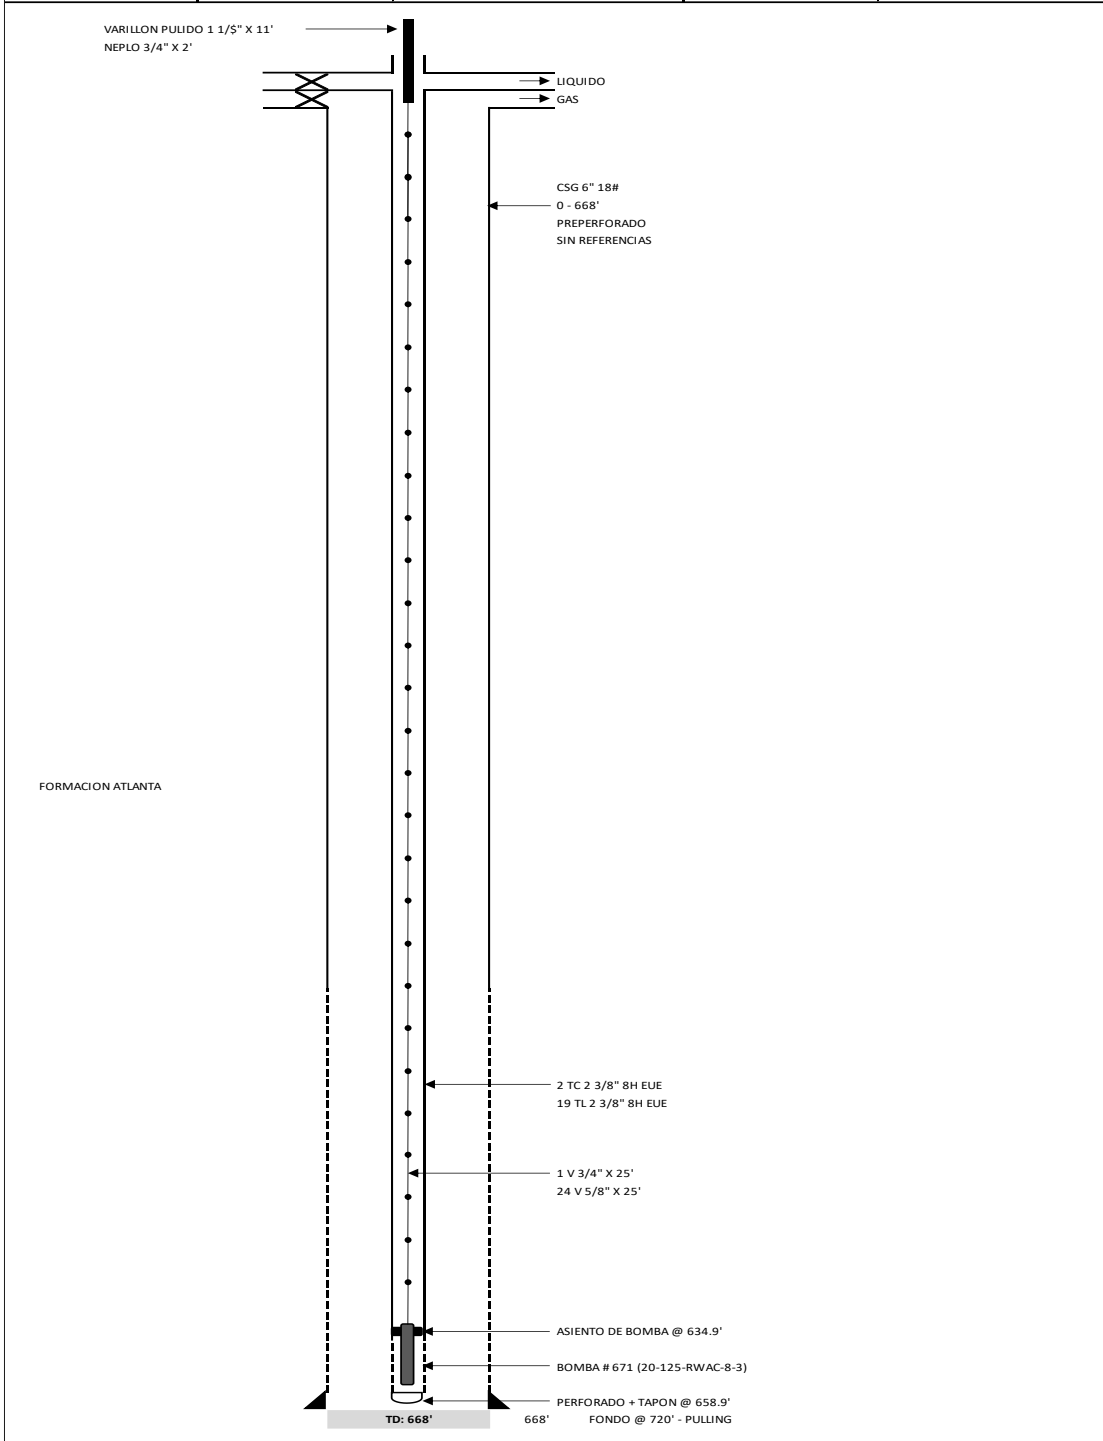 VARILLON PULIDO 1 1/$" X 11'
NEPLO 3/4" X 2'
LIQUIDO
GAS
CSG 6" 18#
0 - 668'
PREPERFORADO
SIN REFERENCIAS
FORMACION ATLANTA
2 TC 2 3/8" 8H EUE
19 TL 2 3/8" 8H EUE
1 V 3/4" X 25'
24 V 5/8" X 25'
ASIENTO DE BOMBA @ 634.9'
BOMBA # 671 (20-125-RWAC-8-3)
PERFORADO + TAPON @ 658.9'
TD: 668' 668' FONDO @ 720' - PULLING